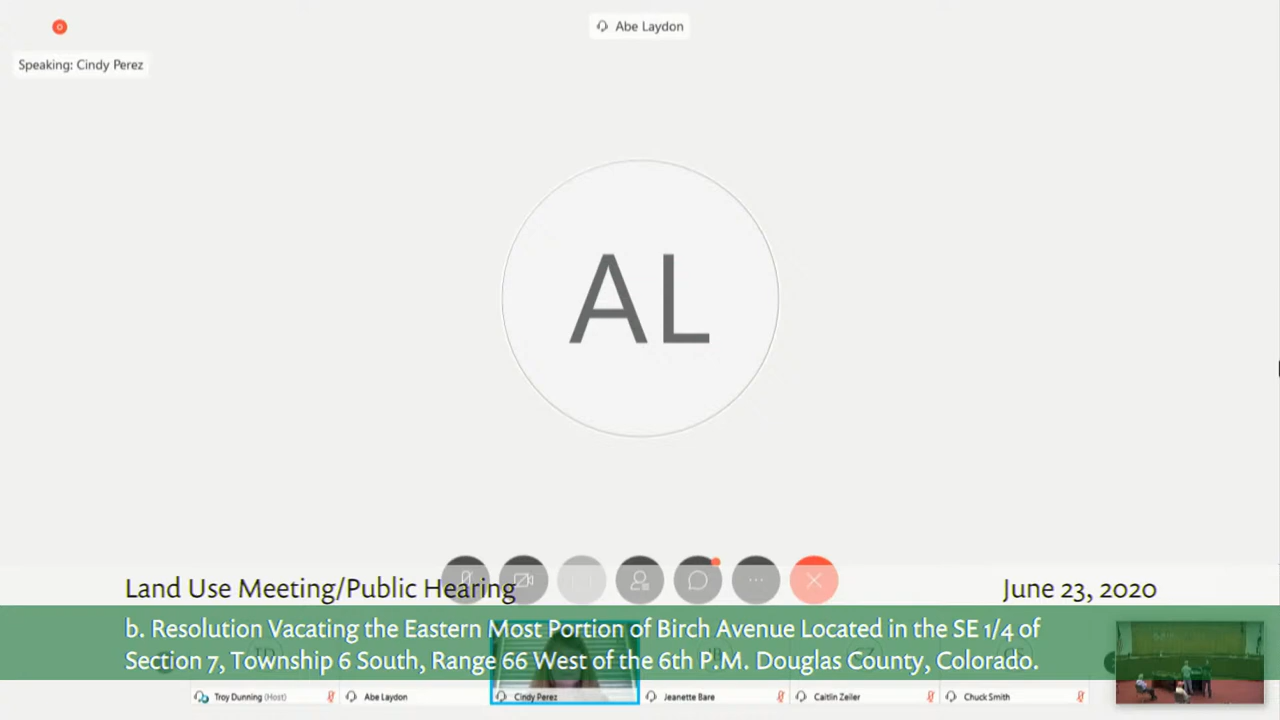 Abe Laydon
Speaking: Cindy Perez
AL
Land Use Meeting/Public Hearing
June 23, 2020
b. Resolution Vacating the Eastern Most Portion of Birch Avenue Located in the SE 1/4 of
Section 7, Township 6 South, Range 66 West of the 6th P.M. Douglas County, Colorado.
Troy Dunning (Host)
Abe Laydon
Cindy Perez
Jeanette Bare
Caitlin Zeiler
Chuck Smith